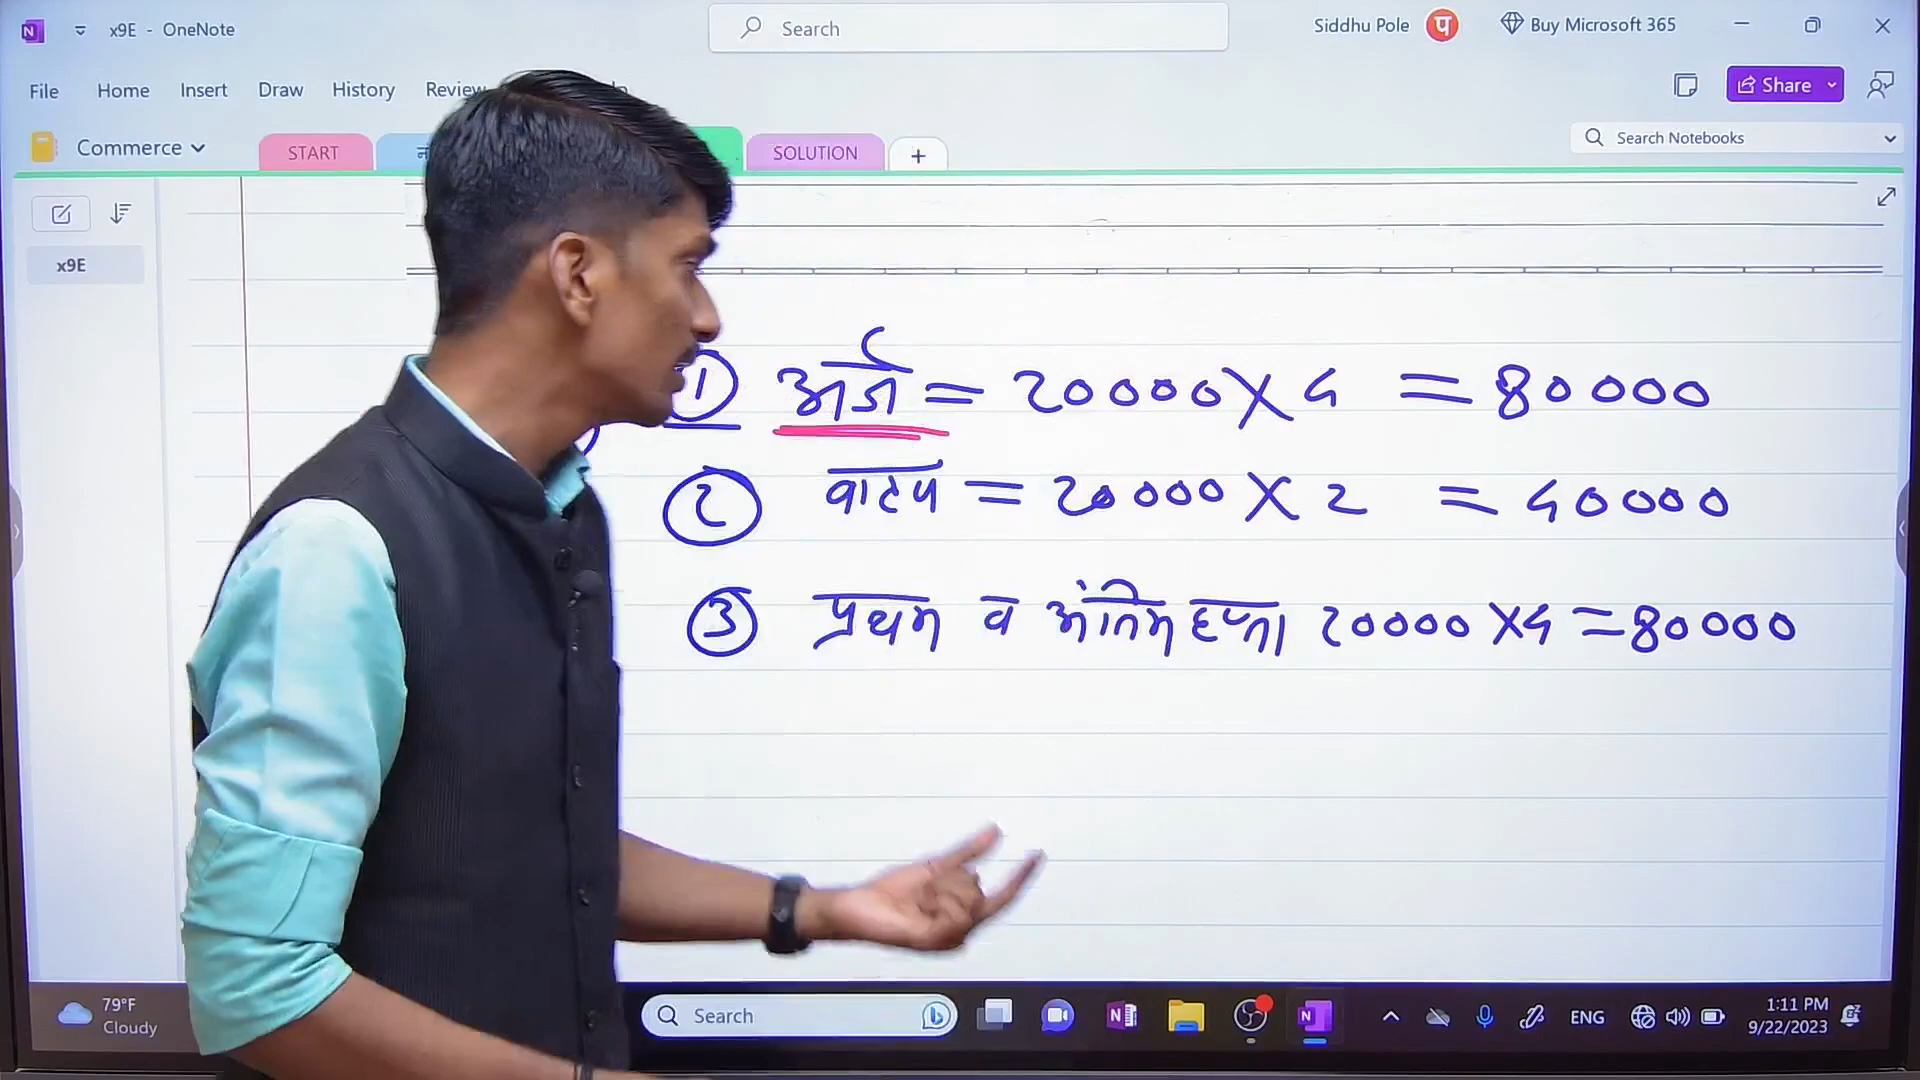 x9E - OneNote
Search
Siddhu Pole
प
Buy Microsoft 365
File Home Insert Draw History Review
Share
Commerce
START
SOLUTION
+
Search Notebooks
x9E
1 अर्ज = 20000 X 4 = 80000
2 वाटप = 20000 X 2 = 40000
3 प्रथम व अंतिम हप्ता 20000 X 4 = 80000
79°F
Cloudy
Search
ENG
1:11 PM
9/22/2023